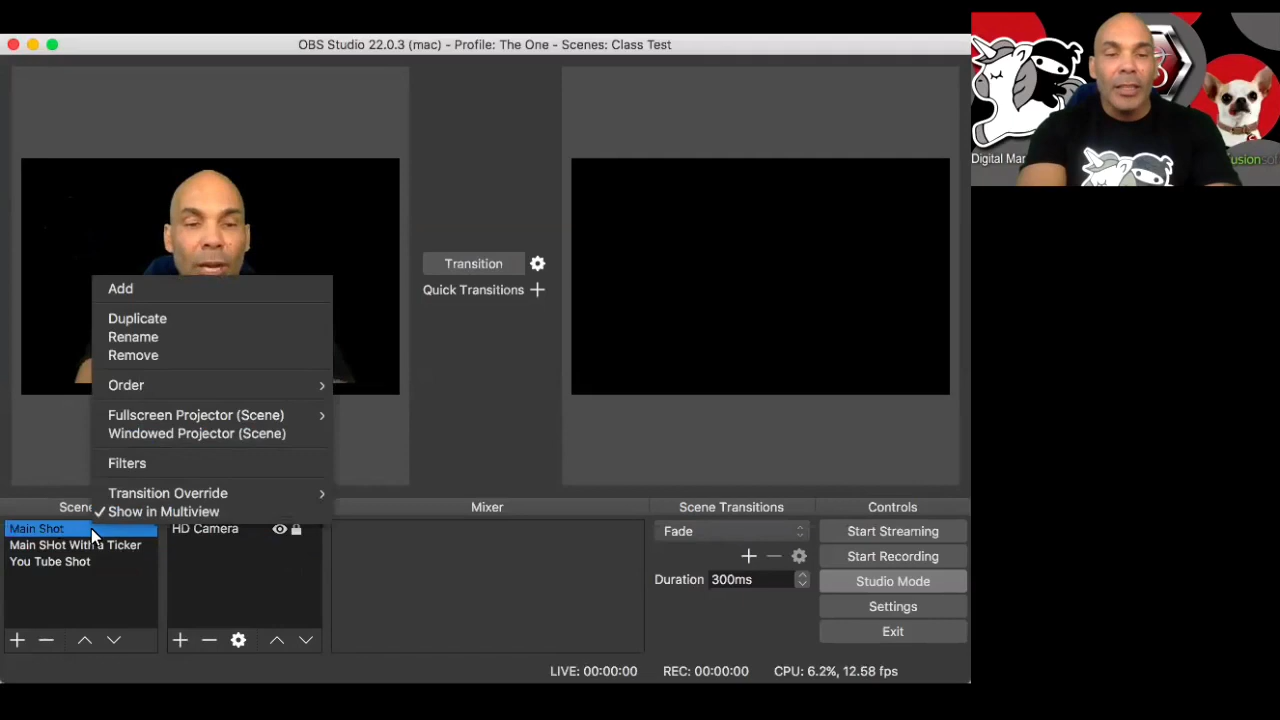 OBS Studio 22.0.3 (mac) - Profile: The One - Scenes: Class Test
Digital Mar
usionsof
Transition
Quick Transitions
Add
Duplicate
Rename
Remove
Order
Fullscreen Projector (Scene)
Windowed Projector (Scene)
Filters
Transition Override
Show in Multiview
Scene
Mixer
Scene Transitions
Controls
Main Shot
Main SHot With a Ticker
You Tube Shot
HD Camera
Fade
Duration 300ms
Start Streaming
Start Recording
Studio Mode
Settings
Exit
LIVE: 00:00:00
REC: 00:00:00
CPU: 6.2%, 12.58 fps